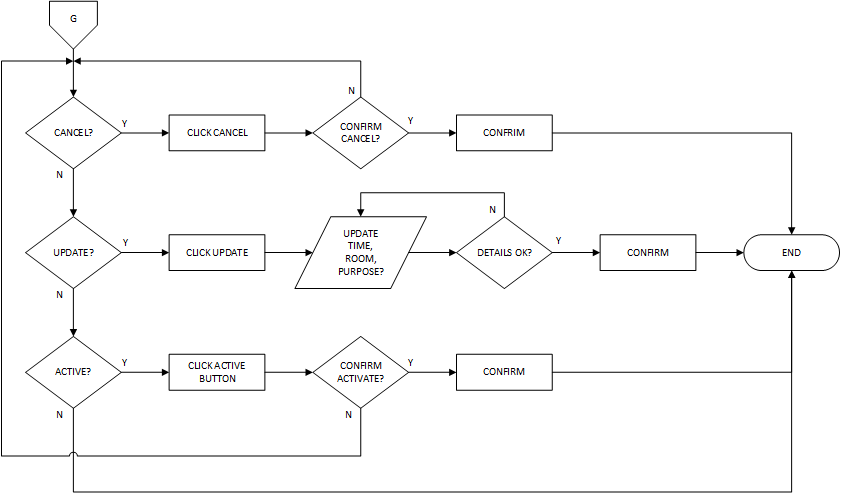 G
N
CANCEL?
Y
CLICK CANCEL
CONFIRM
CANCEL?
Y
CONFRIM
N
N
UPDATE?
Y
CLICK UPDATE
UPDATE
TIME,
ROOM,
PURPOSE?
DETAILS OK?
Y
CONFIRM
END
N
ACTIVE?
Y
CLICK ACTIVE
BUTTON
CONFIRM
ACTIVATE?
Y
CONFIRM
N
N